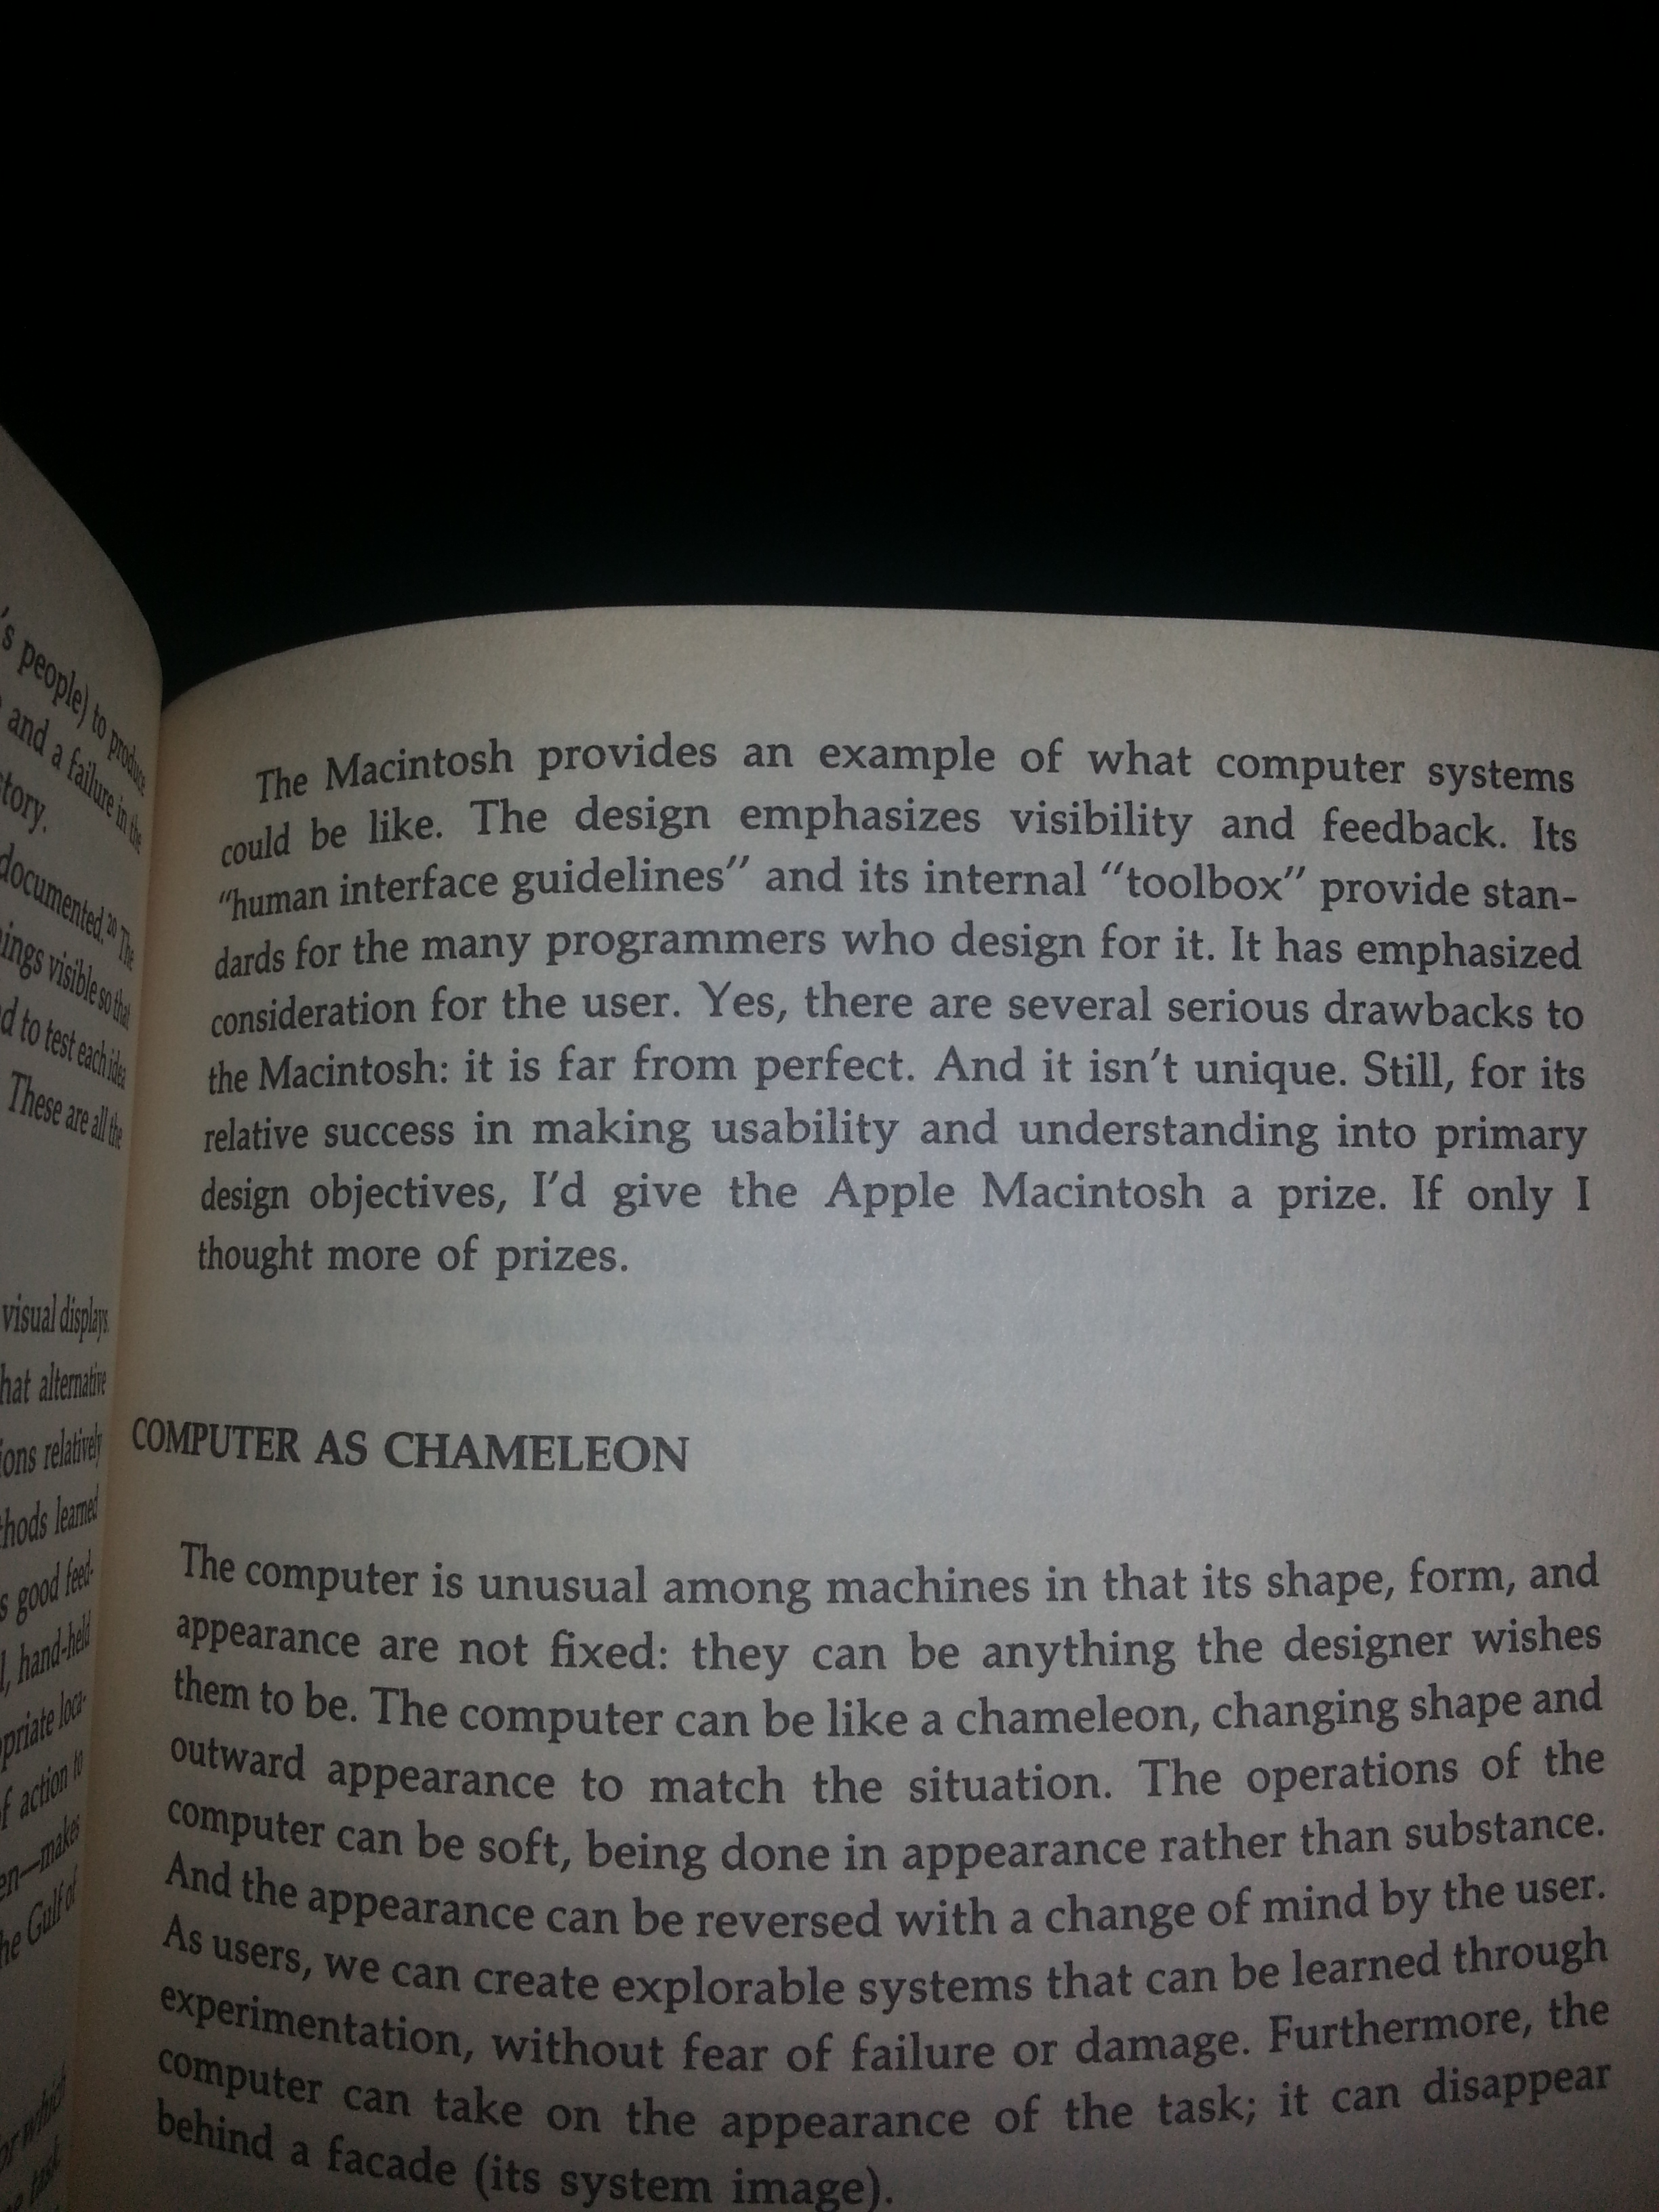 's people) to produce
and a failure in the
tory.
documented.20 The
ings visible so that
d to test each idea
These are all the
visual displays.
hat alternative
ions relatively
thods learned
s good feed-
l, hand-held
opriate loca-
f action to
en—makes
he Gulf of
or which
The Macintosh provides an example of what computer systems
could be like. The design emphasizes visibility and feedback. Its
“human interface guidelines” and its internal “toolbox” provide stan-
dards for the many programmers who design for it. It has emphasized
consideration for the user. Yes, there are several serious drawbacks to
the Macintosh: it is far from perfect. And it isn't unique. Still, for its
relative success in making usability and understanding into primary
design objectives, I'd give the Apple Macintosh a prize. If only I
thought more of prizes.
COMPUTER AS CHAMELEON
The computer is unusual among machines in that its shape, form, and
appearance are not fixed: they can be anything the designer wishes
them to be. The computer can be like a chameleon, changing shape and
outward appearance to match the situation. The operations of the
computer can be soft, being done in appearance rather than substance.
And the appearance can be reversed with a change of mind by the user.
As users, we can create explorable systems that can be learned through
experimentation, without fear of failure or damage. Furthermore, the
computer can take on the appearance of the task; it can disappear
behind a facade (its system image).